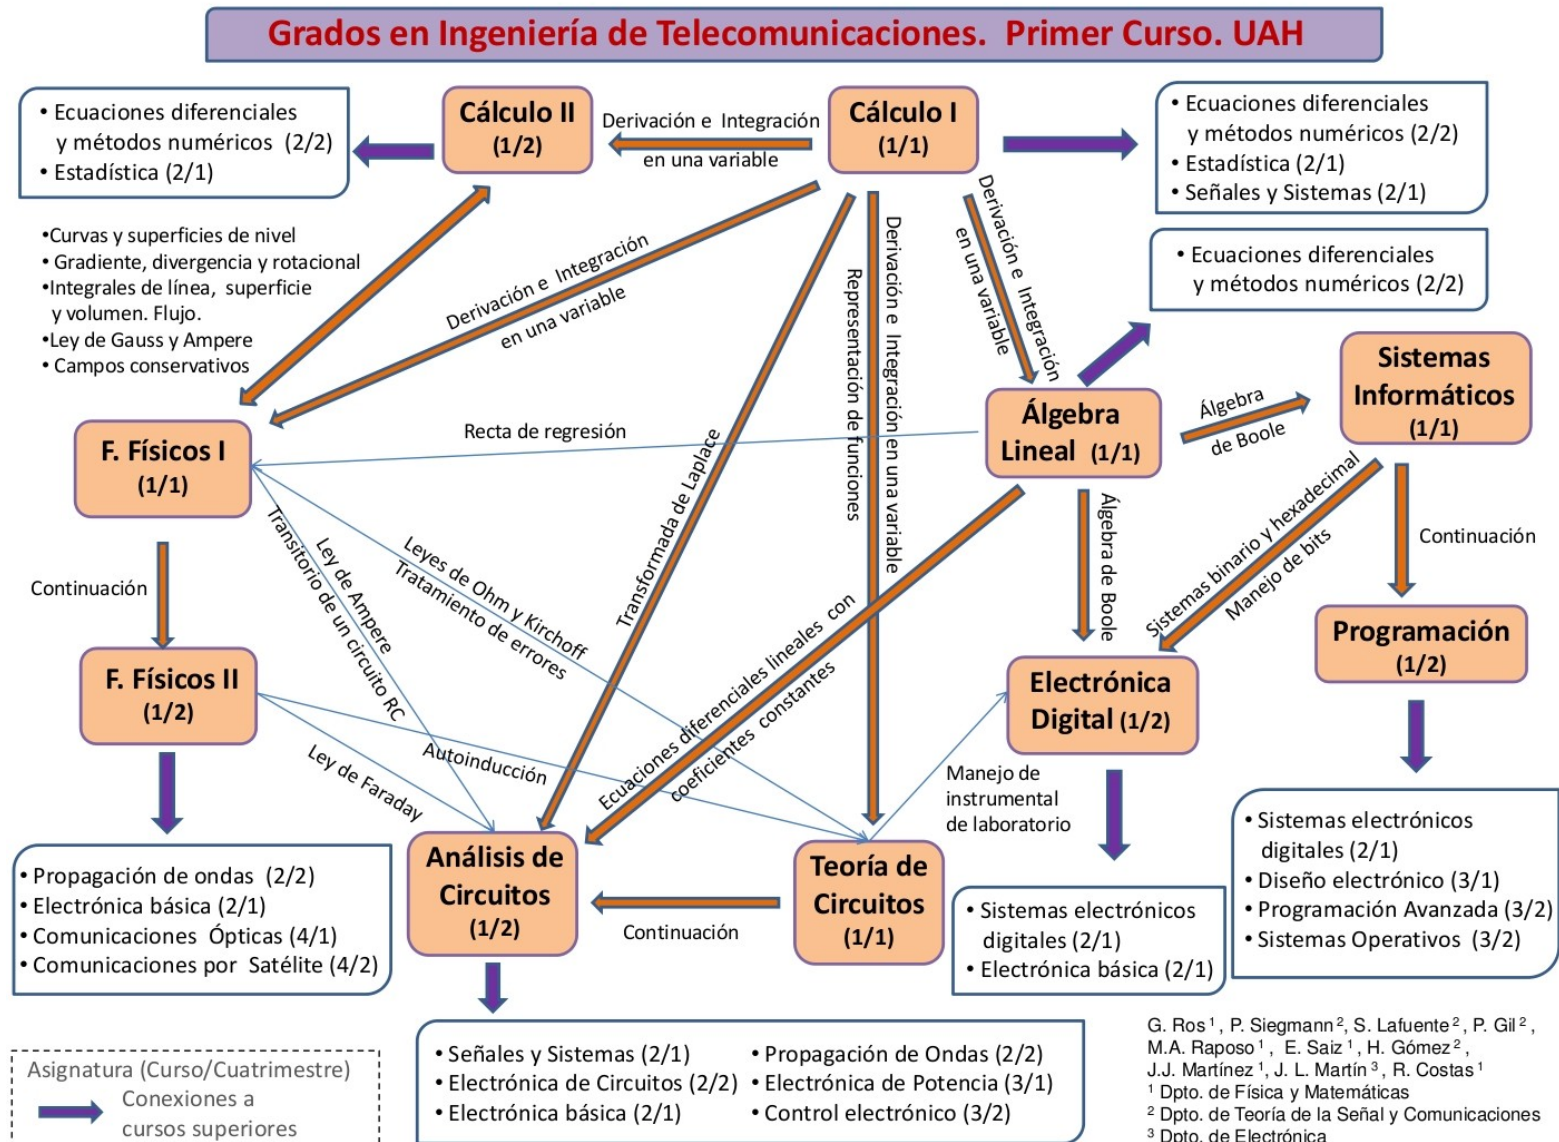 Grados en Ingeniería de Telecomunicaciones.  Primer Curso. UAH
• Ecuaciones diferenciales
y métodos numéricos (2/2)
• Estadística (2/1)
Cálculo II
(1/2)
Derivación e Integración
en una variable
Cálculo I
(1/1)
• Ecuaciones diferenciales
y métodos numéricos (2/2)
• Estadística (2/1)
• Señales y Sistemas (2/1)
•Curvas y superficies de nivel
• Gradiente, divergencia y rotacional
•Integrales de línea, superficie
y volumen. Flujo.
•Ley de Gauss y Ampere
• Campos conservativos
Derivación e Integración
en una variable
Transformada de Laplace
Representación de funciones
Derivación e Integración en una variable
Derivación e Integración
en una variable
• Ecuaciones diferenciales
y métodos numéricos (2/2)
F. Físicos I
(1/1)
Recta de regresión
Álgebra
Lineal (1/1)
Álgebra
de Boole
Sistemas
Informáticos
(1/1)
Continuación
Transitorio de un circuito RC
Ley de Ampere
Leyes de Ohm y Kirchoff
Tratamiento de errores
Ecuaciones diferenciales lineales con
coeficientes constantes
Álgebra de Boole
Sistemas binario y hexadecimal
Manejo de bits
Continuación
F. Físicos II
(1/2)
Ley de Faraday
Autoinducción
Electrónica
Digital (1/2)
Programación
(1/2)
Manejo de
instrumental
de laboratorio
• Propagación de ondas (2/2)
• Electrónica básica (2/1)
• Comunicaciones Ópticas (4/1)
• Comunicaciones por Satélite (4/2)
Análisis de
Circuitos
(1/2)
Continuación
Teoría de
Circuitos
(1/1)
• Sistemas electrónicos
digitales (2/1)
• Electrónica básica (2/1)
• Sistemas electrónicos
digitales (2/1)
• Diseño electrónico (3/1)
• Programación Avanzada (3/2)
• Sistemas Operativos (3/2)
Asignatura (Curso/Cuatrimestre)
Conexiones a
cursos superiores
• Señales y Sistemas (2/1)
• Electrónica de Circuitos (2/2)
• Electrónica básica (2/1)
• Propagación de Ondas (2/2)
• Electrónica de Potencia (3/1)
• Control electrónico (3/2)
G. Ros ¹ , P. Siegmann ², S. Lafuente ² , P. Gil ² ,
M.A. Raposo ¹ , E. Saiz ¹ , H. Gómez ² ,
J.J. Martínez ¹ , J. L. Martín ³ , R. Costas ¹
¹ Dpto. de Física y Matemáticas
² Dpto. de Teoría de la Señal y Comunicaciones
³ Dpto. de Electrónica